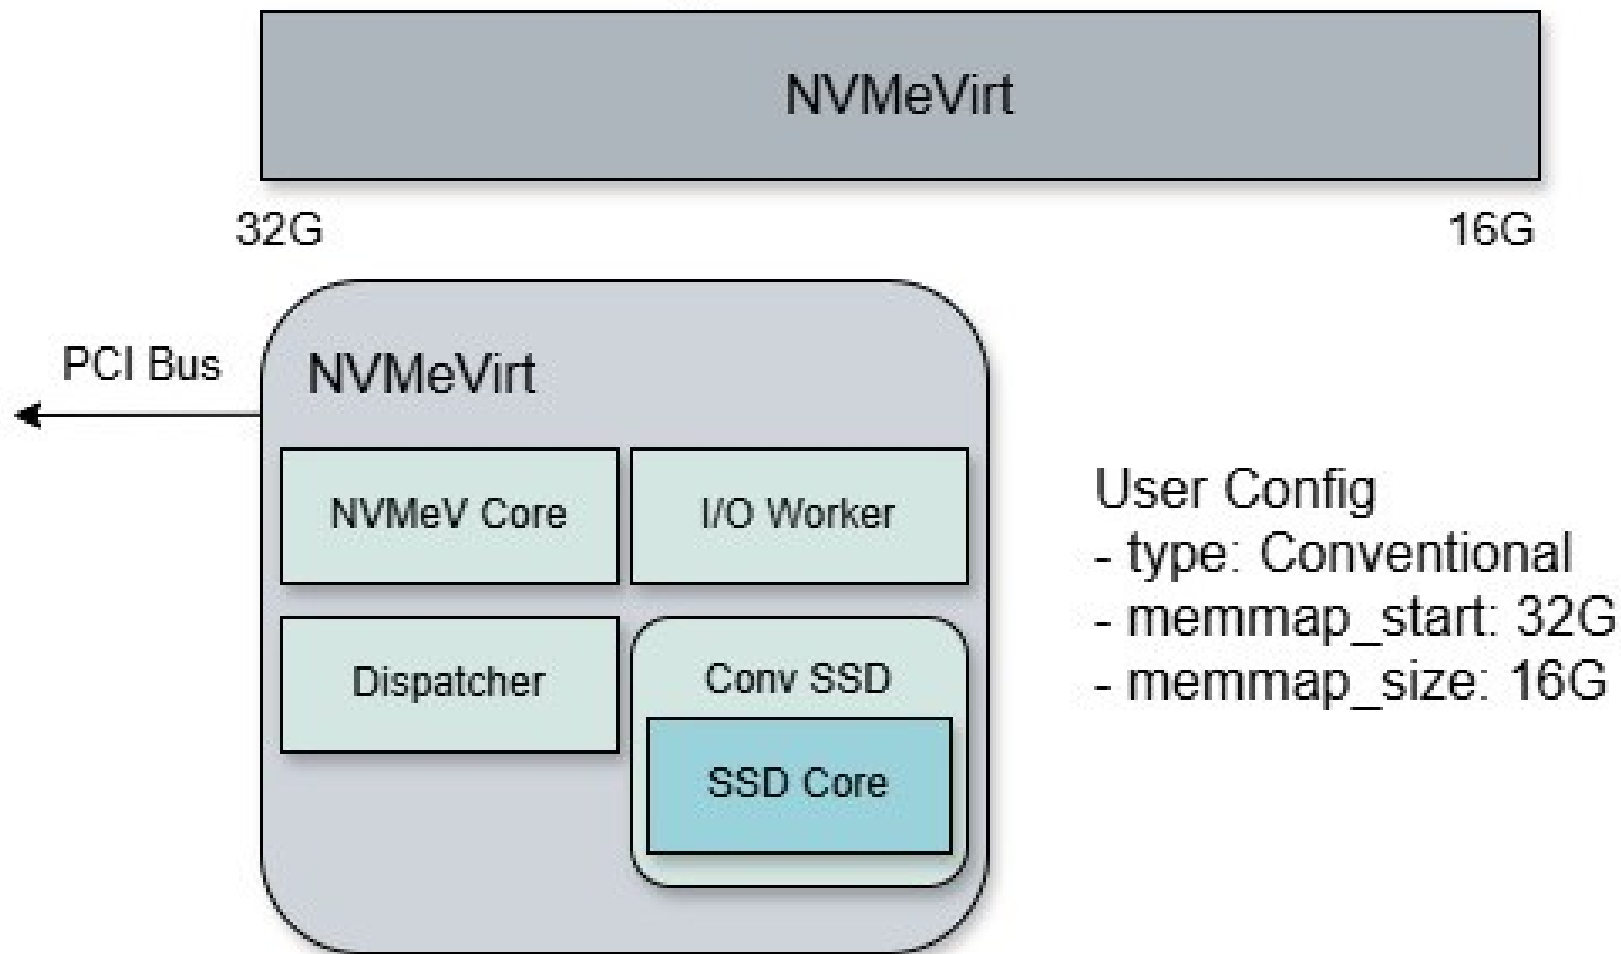 NVMeVirt
32G
16G
PCI Bus
NVMeVirt
NVMeV Core
I/O Worker
Dispatcher
Conv SSD
SSD Core
User Config
- type: Conventional
- memmap_start: 32G
- memmap_size: 16G